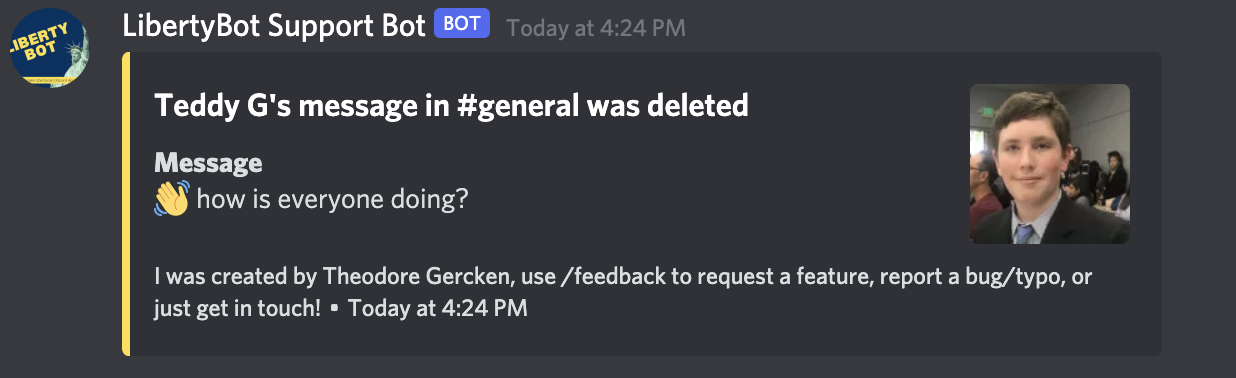 LibertyBot Support Bot BOT Today at 4:24 PM
LIBERTY
BOT
Teddy G's message in #general was deleted
Message
👋 how is everyone doing?
I was created by Theodore Gercken, use /feedback to request a feature, report a bug/typo, or
just get in touch! • Today at 4:24 PM